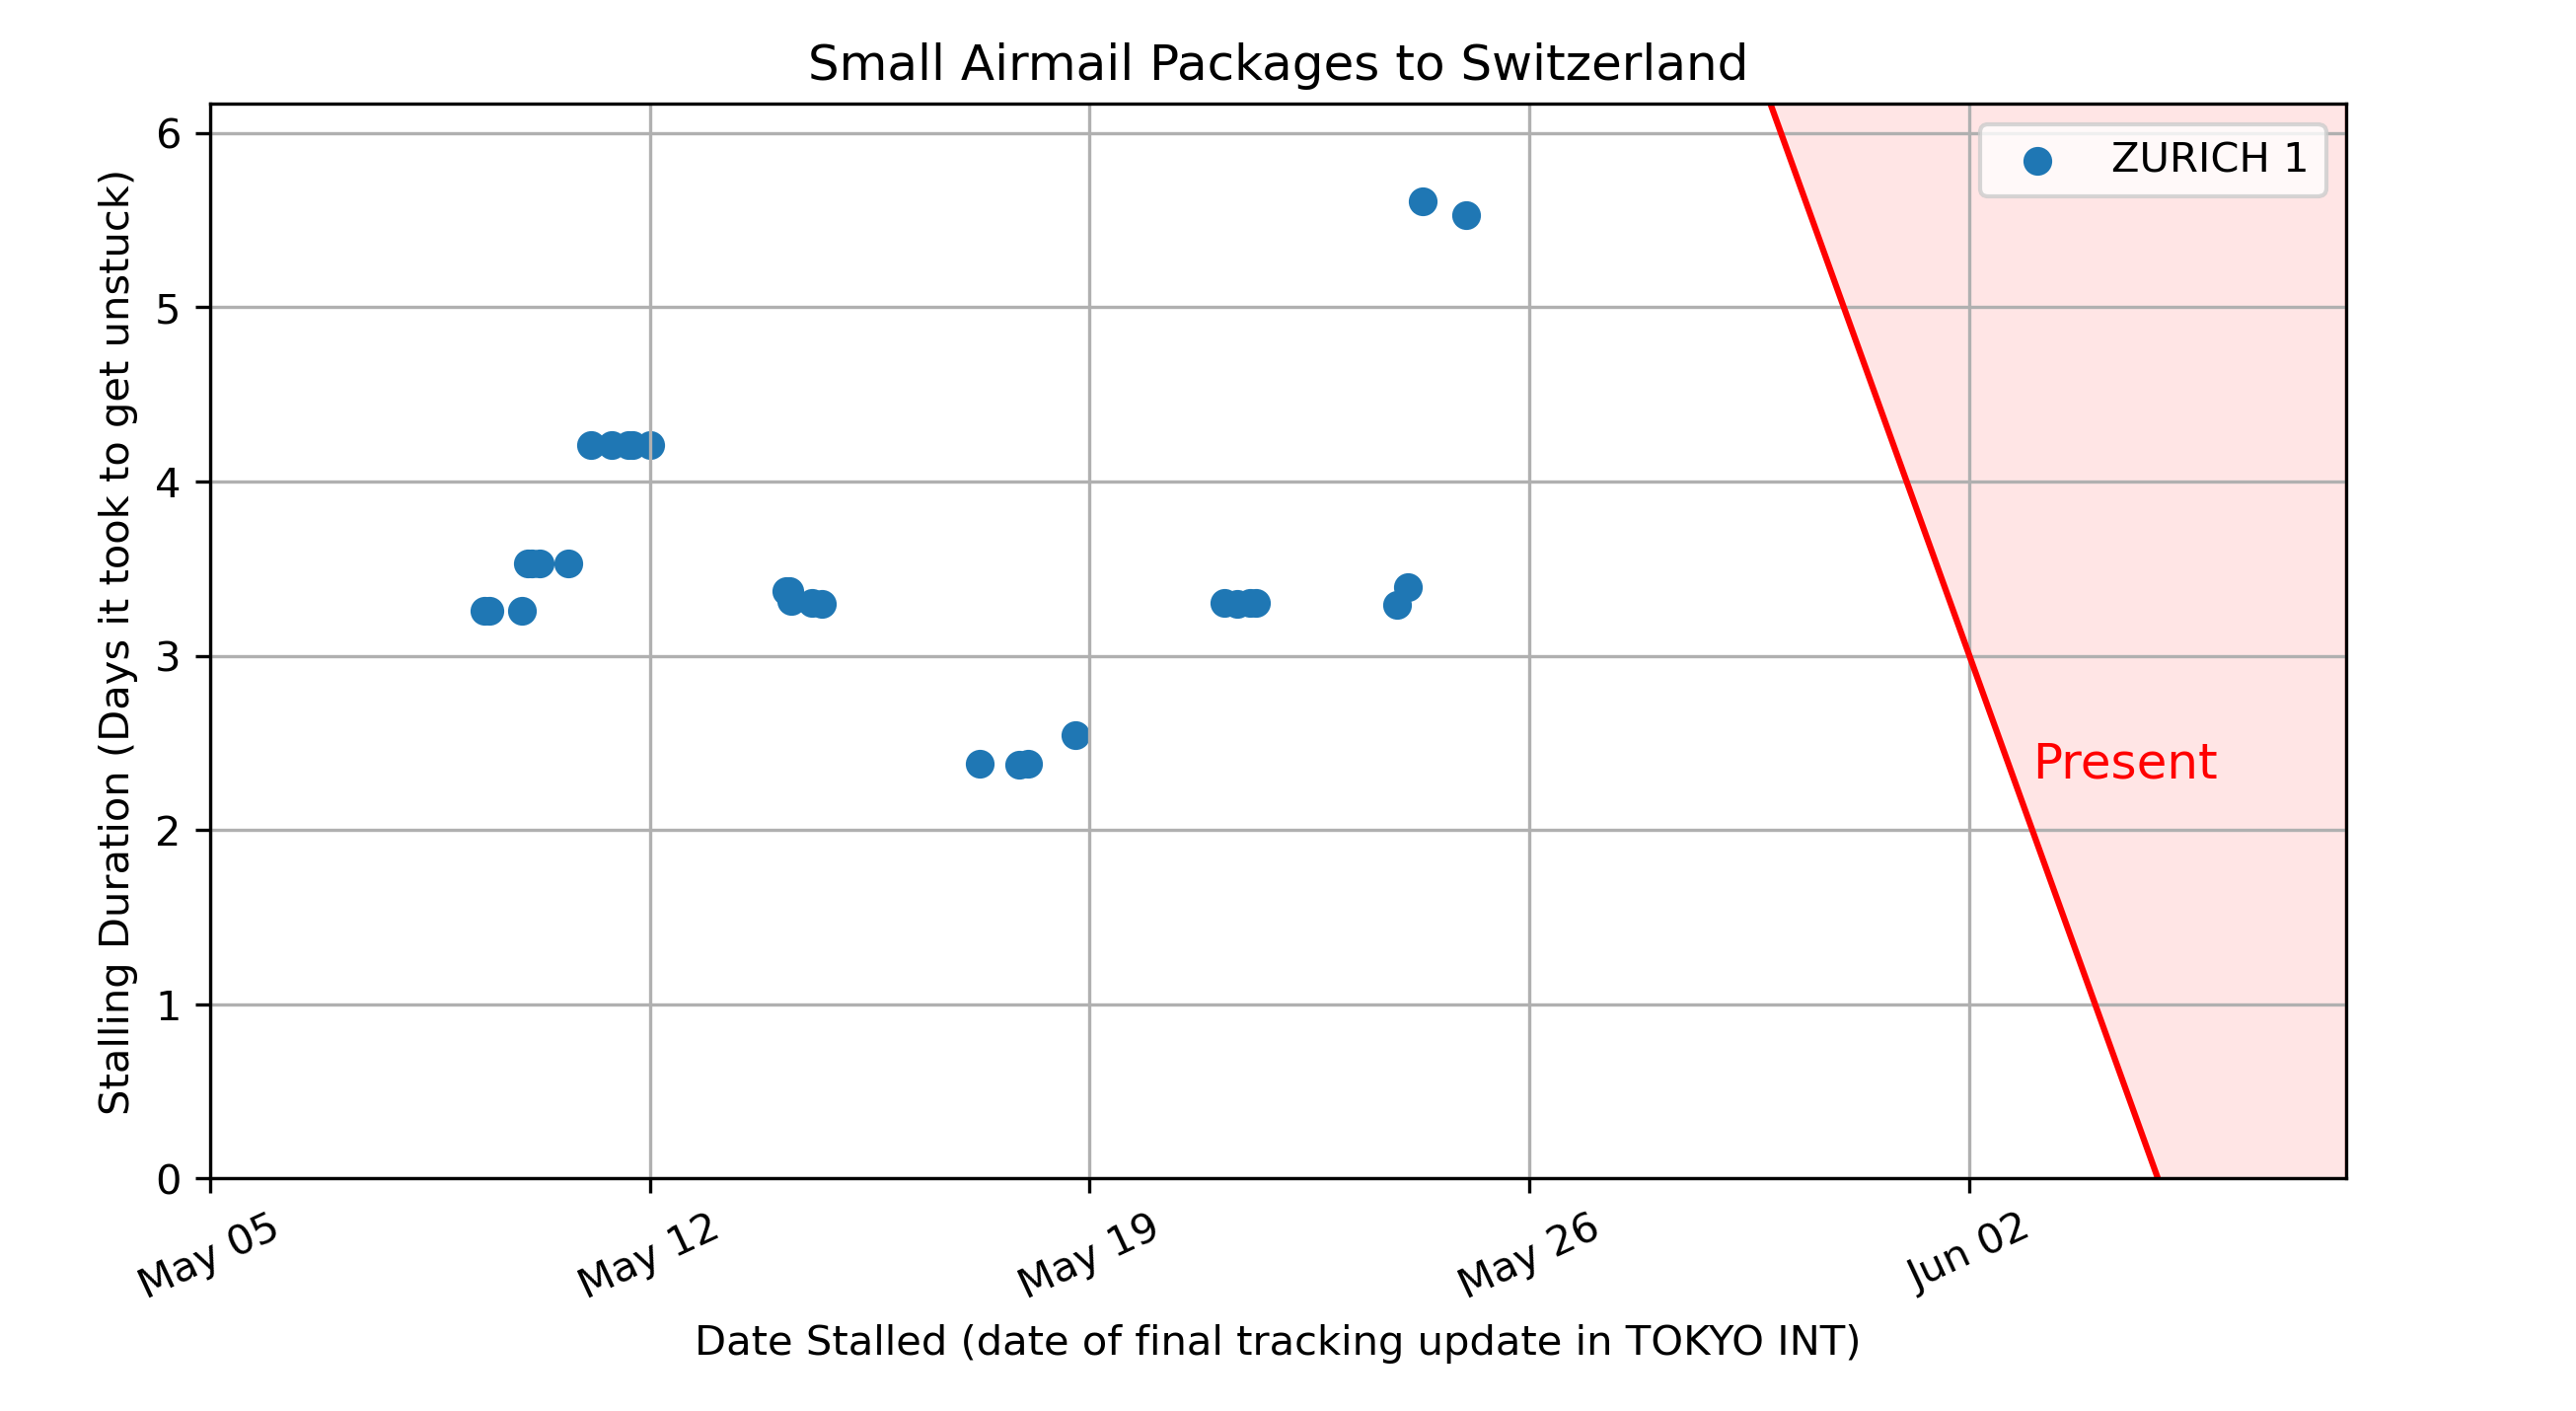 Small Airmail Packages to Switzerland
ZURICH 1
Present
Stalling Duration (Days it took to get unstuck)
6
5
4
3
2
1
0
May 05
May 12
May 19
May 26
Jun 02
Date Stalled (date of final tracking update in TOKYO INT)